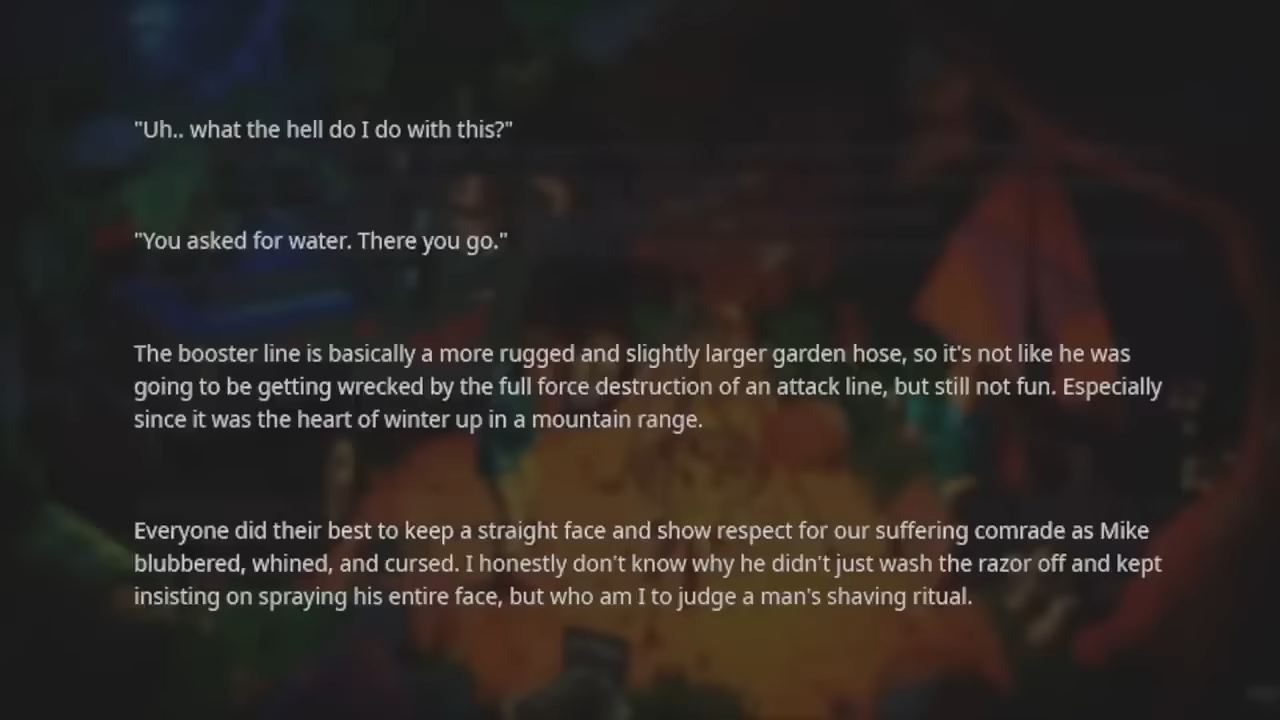 "Uh.. what the hell do I do with this?"
"You asked for water. There you go."
The booster line is basically a more rugged and slightly larger garden hose, so it's not like he was
going to be getting wrecked by the full force destruction of an attack line, but still not fun. Especially
since it was the heart of winter up in a mountain range.
Everyone did their best to keep a straight face and show respect for our suffering comrade as Mike
blubbered, whined, and cursed. I honestly don't know why he didn't just wash the razor off and kept
insisting on spraying his entire face, but who am I to judge a man's shaving ritual.